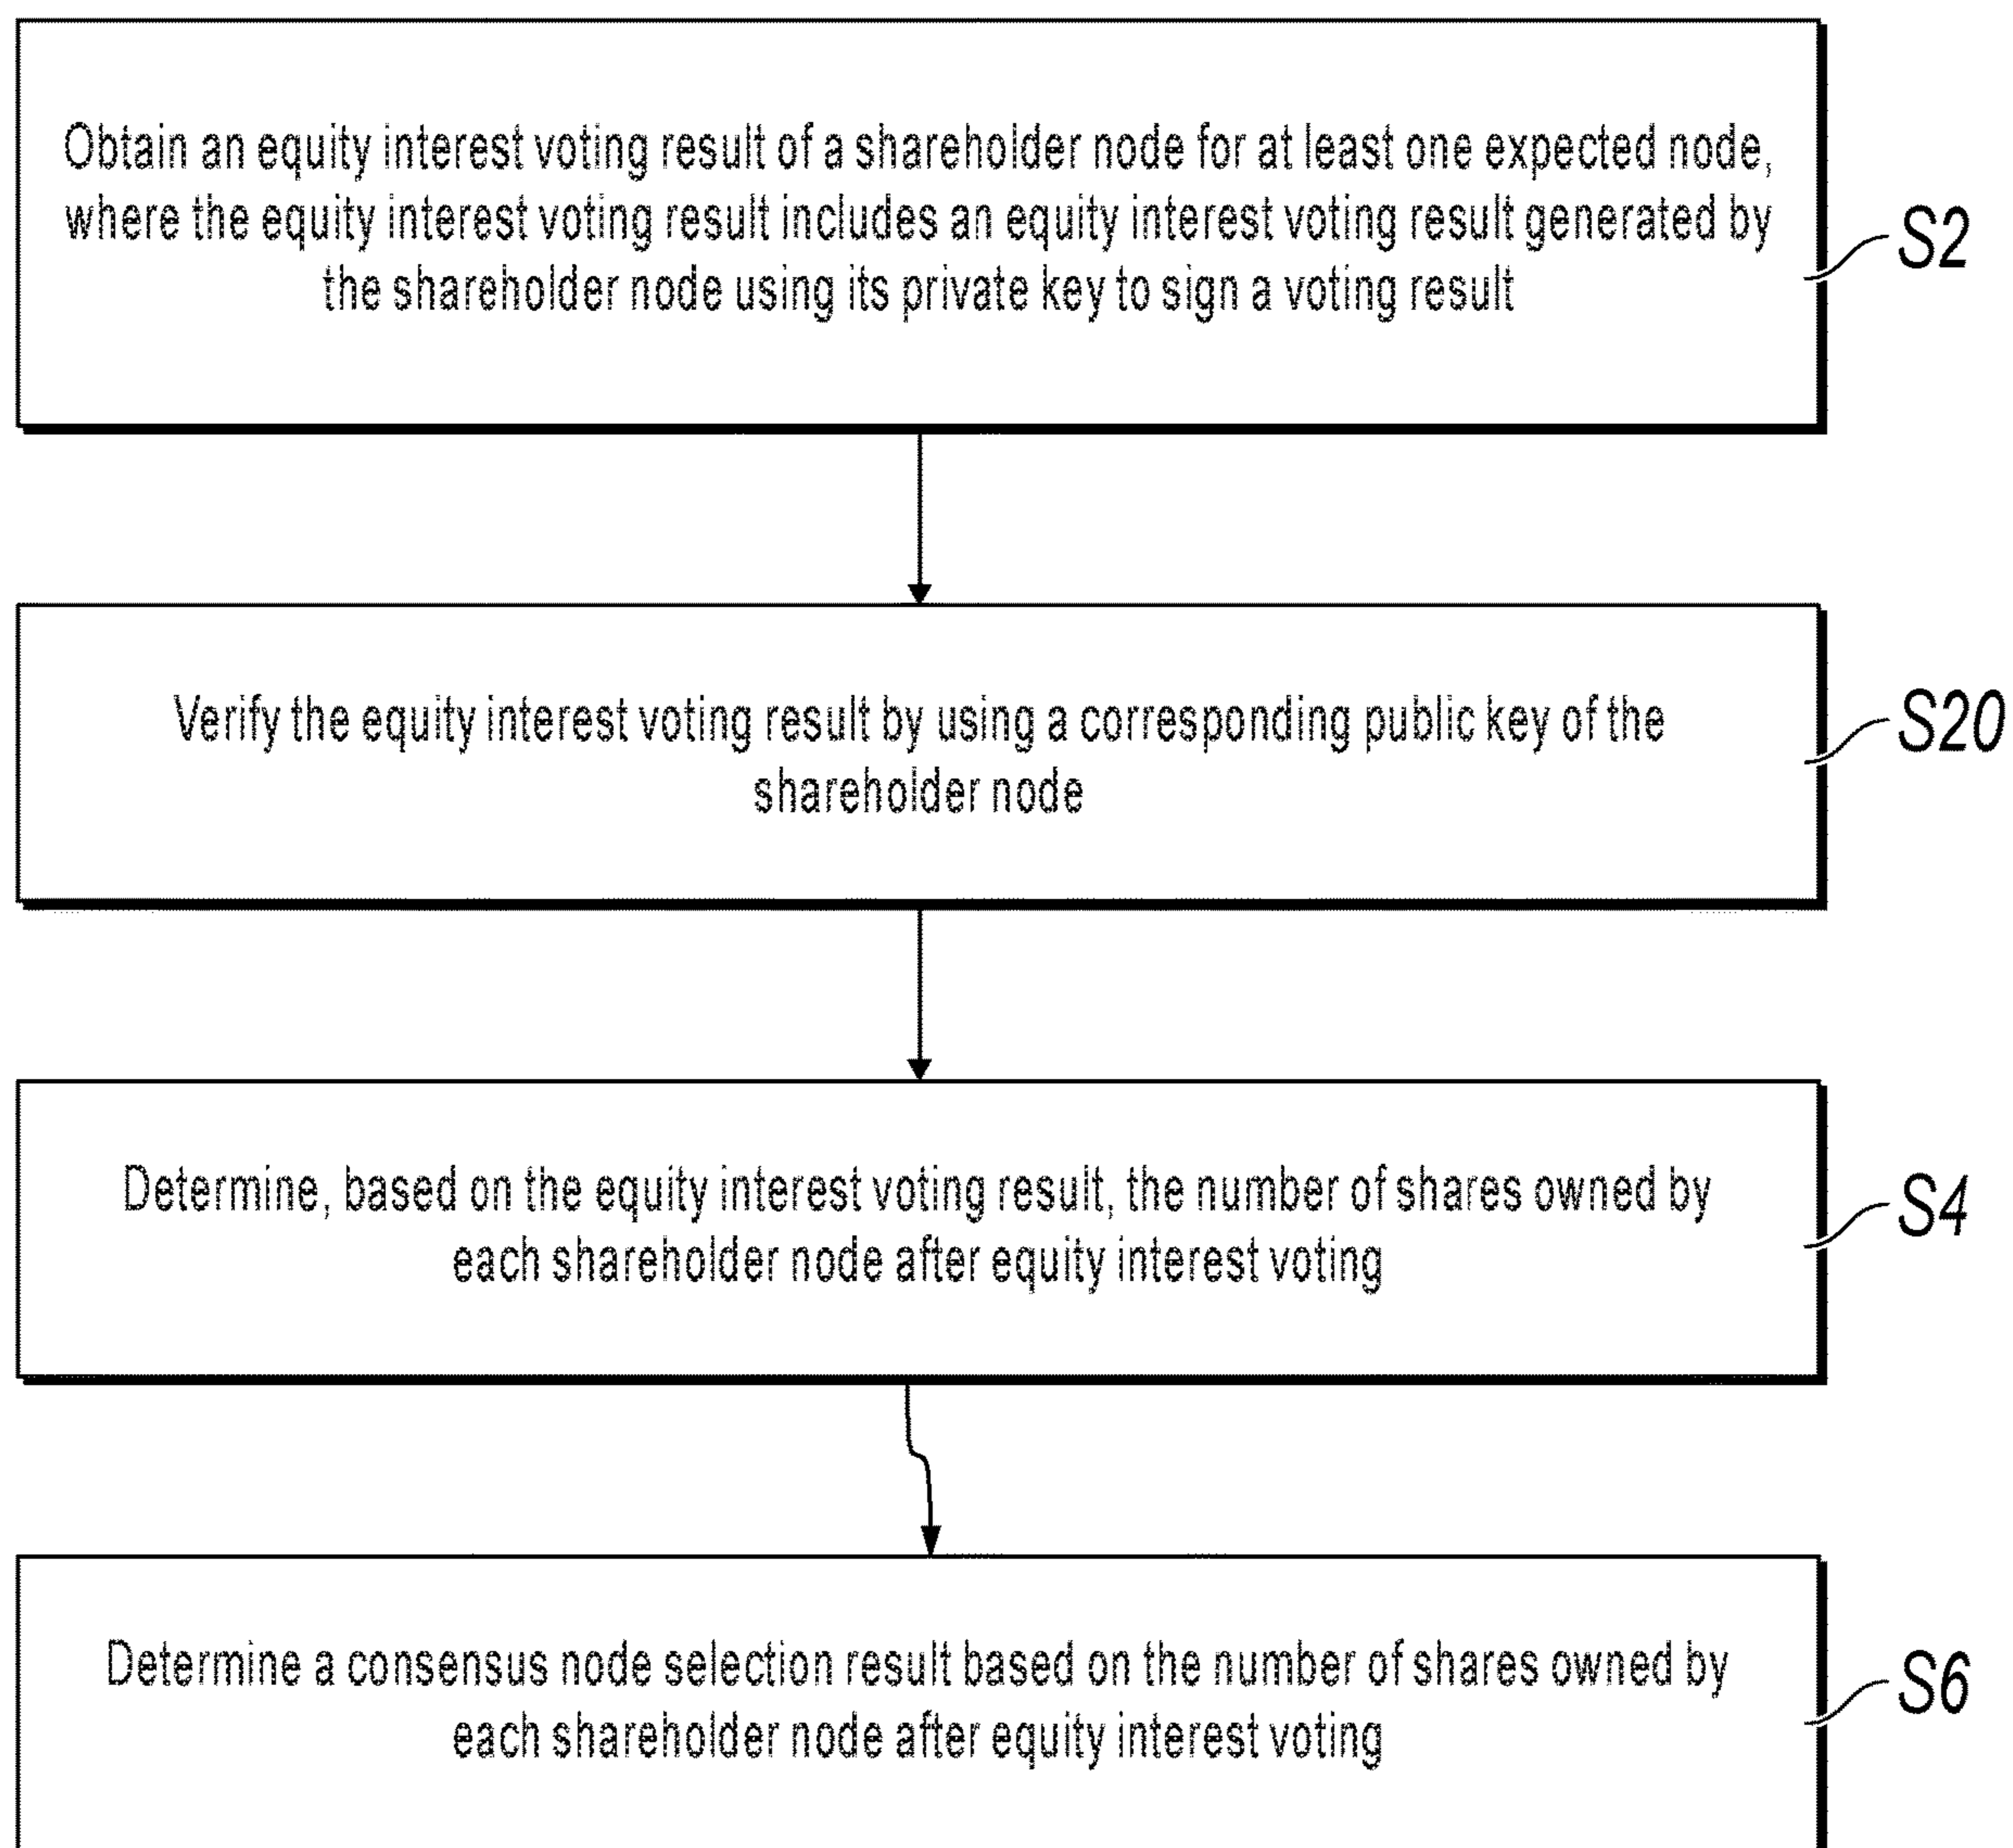 Obtain an equity interest voting result of a shareholder node for at least one expected node,
where the equity interest voting result includes an equity interest voting result generated by
the shareholder node using its private key to sign a voting result
S2
Verify the equity interest voting result by using a corresponding public key of the
shareholder node
S20
Determine, based on the equity interest voting result, the number of shares owned by
each shareholder node after equity interest voting
S4
Determine a consensus node selection result based on the number of shares owned by
each shareholder node after equity interest voting
S6